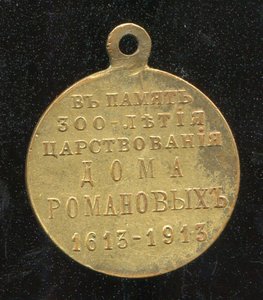 ВЪ ПАМЯТЬ
300-ЛѢТІЯ
ЦАРСТВОВАНІЯ
ДОМА
РОМАНОВЫХЪ
1613-1913